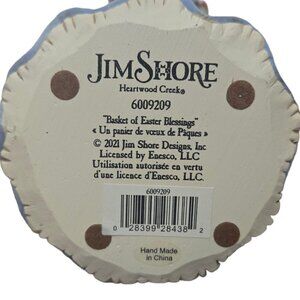 JIM SHORE
Heartwood Creek®
6009209
"Basket of Easter Blessings"
« Un panier de vœux de Pâques »
© 2021 Jim Shore Designs, Inc
Licensed by Enesco, LLC
Utilisation autorisée en vertu
d'une licence d'Enesco, LLC
6009209
0 28399 28438 2
Hand Made
in China